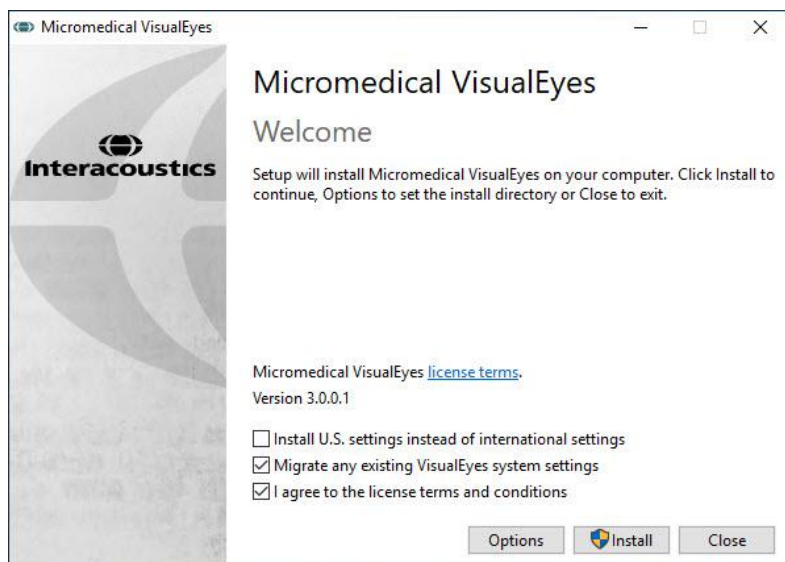 Micromedical VisualEyes
Interacoustics
Micromedical VisualEyes
Welcome
Setup will install Micromedical VisualEyes on your computer. Click Install to
continue, Options to set the install directory or Close to exit.
Micromedical VisualEyes license terms.
Version 3.0.0.1
Install U.S. settings instead of international settings
Migrate any existing VisualEyes system settings
I agree to the license terms and conditions
Options
Install
Close